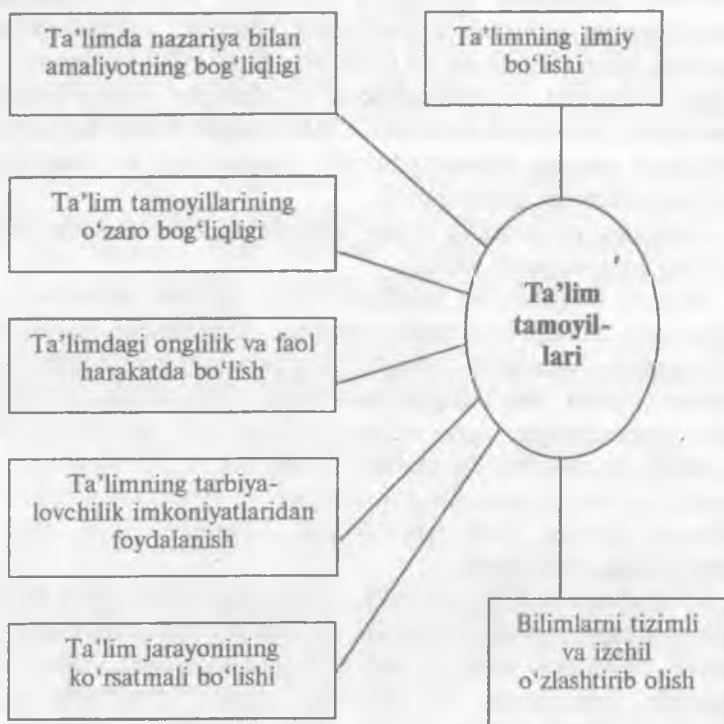 Ta’limda nazariya bilan
amaliyotning bog‘liqligi
Ta’limning ilmiy
bo‘lishi
Ta’lim tamoyillarining
o‘zaro bog‘liqligi
Ta’lim
tamoyil-
lari
Ta’limdagi onglilik va faol
harakatda bo‘lish
Ta’limning tarbiya-
lovchilik imkoniyatlaridan
foydalanish
Ta’lim jarayonining
ko‘rsatmali bo‘lishi
Bilimlarni tizimli
va izchil
o‘zlashtirib olish